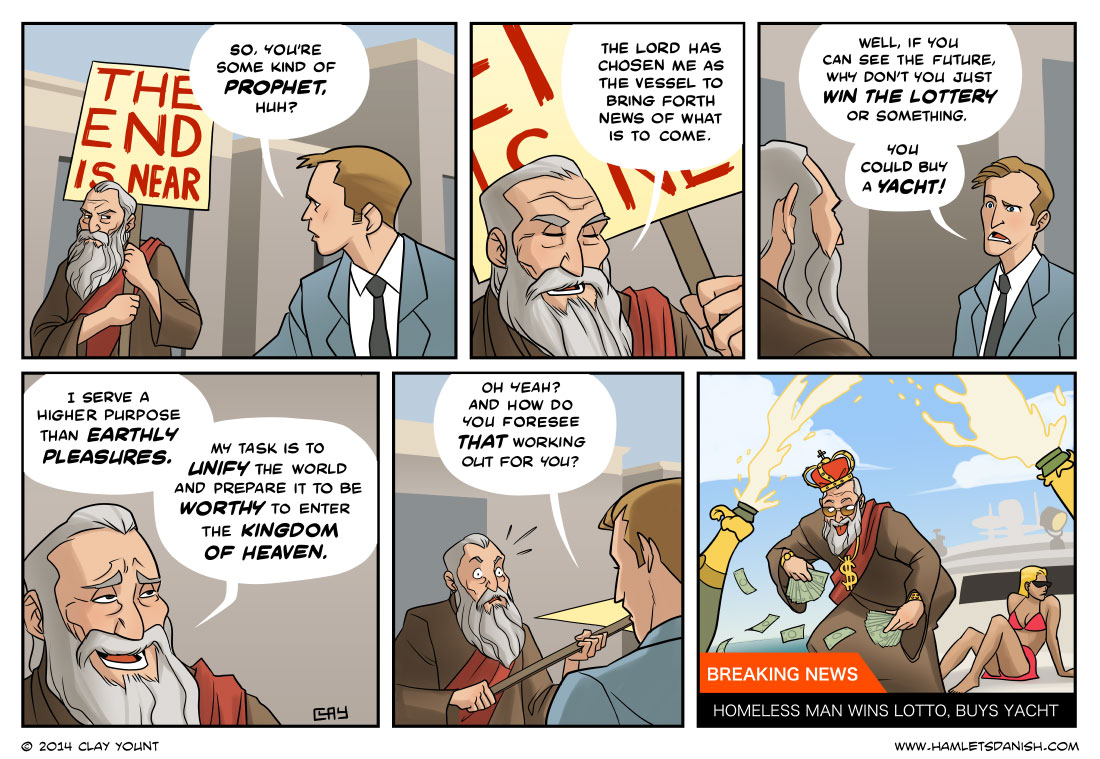 THE
END
IS NEAR
SO, YOU'RE
SOME KIND OF
PROPHET,
HUH?
THE LORD HAS
CHOSEN ME AS
THE VESSEL TO
BRING FORTH
NEWS OF WHAT
IS TO COME.
WELL, IF YOU
CAN SEE THE FUTURE,
WHY DON'T YOU JUST
WIN THE LOTTERY
OR SOMETHING.
YOU
COULD BUY
A YACHT!
I SERVE A
HIGHER PURPOSE
THAN EARTHLY
PLEASURES.
MY TASK IS TO
UNIFY THE WORLD
AND PREPARE IT TO BE
WORTHY TO ENTER
THE KINGDOM
OF HEAVEN.
CLAY
OH YEAH?
AND HOW DO
YOU FORESEE
THAT WORKING
OUT FOR YOU?
$
BREAKING NEWS
HOMELESS MAN WINS LOTTO, BUYS YACHT
© 2014 CLAY YOUNT
WWW.HAMLETSDANISH.COM